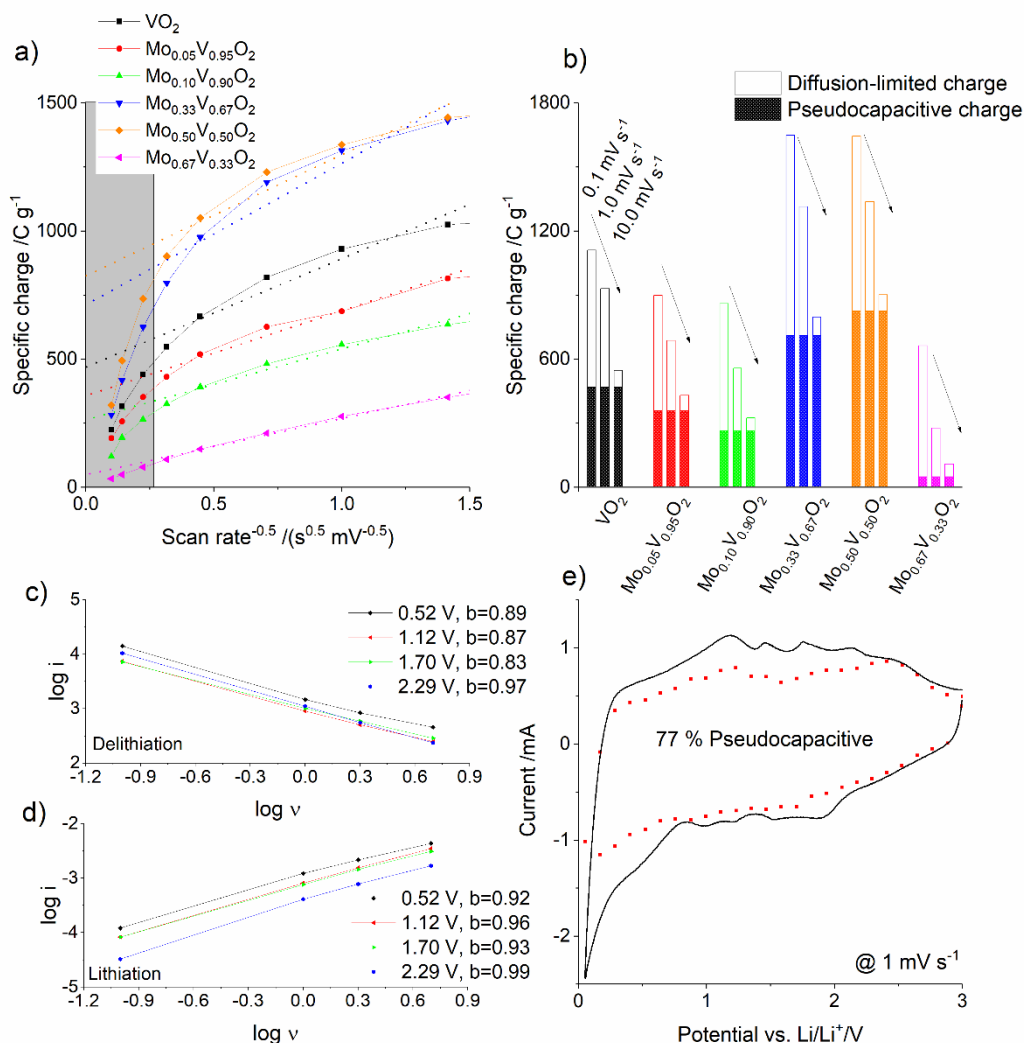 a)
VO₂
Mo₀.₀₅V₀.₉₅O₂
Mo₀.₁₀V₀.₉₀O₂
Mo₀.₃₃V₀.₆₇O₂
Mo₀.₅₀V₀.₅₀O₂
Mo₀.₆₇V₀.₃₃O₂
1500
1000
500
0
Specific charge /C g⁻¹
0.0 0.5 1.0 1.5
Scan rate⁻⁰·⁵ /(s⁰·⁵ mV⁻⁰·⁵)
b)
Diffusion-limited charge
Pseudocapacitive charge
1800
1200
600
0
Specific charge /C g⁻¹
0.1 mV s⁻¹
1.0 mV s⁻¹
10.0 mV s⁻¹
VO₂
Mo₀.₀₅V₀.₉₅O₂
Mo₀.₁₀V₀.₉₀O₂
Mo₀.₃₃V₀.₆₇O₂
Mo₀.₅₀V₀.₅₀O₂
Mo₀.₆₇V₀.₃₃O₂
c)
5
4
3
2
log i
0.52 V, b=0.89
1.12 V, b=0.87
1.70 V, b=0.83
2.29 V, b=0.97
Delithiation
-1.2 -0.9 -0.6 -0.3 0.0 0.3 0.6 0.9
log ν
d)
-2
-3
-4
-5
log i
0.52 V, b=0.92
1.12 V, b=0.96
1.70 V, b=0.93
2.29 V, b=0.99
Lithiation
-1.2 -0.9 -0.6 -0.3 0.0 0.3 0.6 0.9
log ν
e)
1
0
-1
-2
Current /mA
77 % Pseudocapacitive
@ 1 mV s⁻¹
0 1 2 3
Potential vs. Li/Li⁺/V